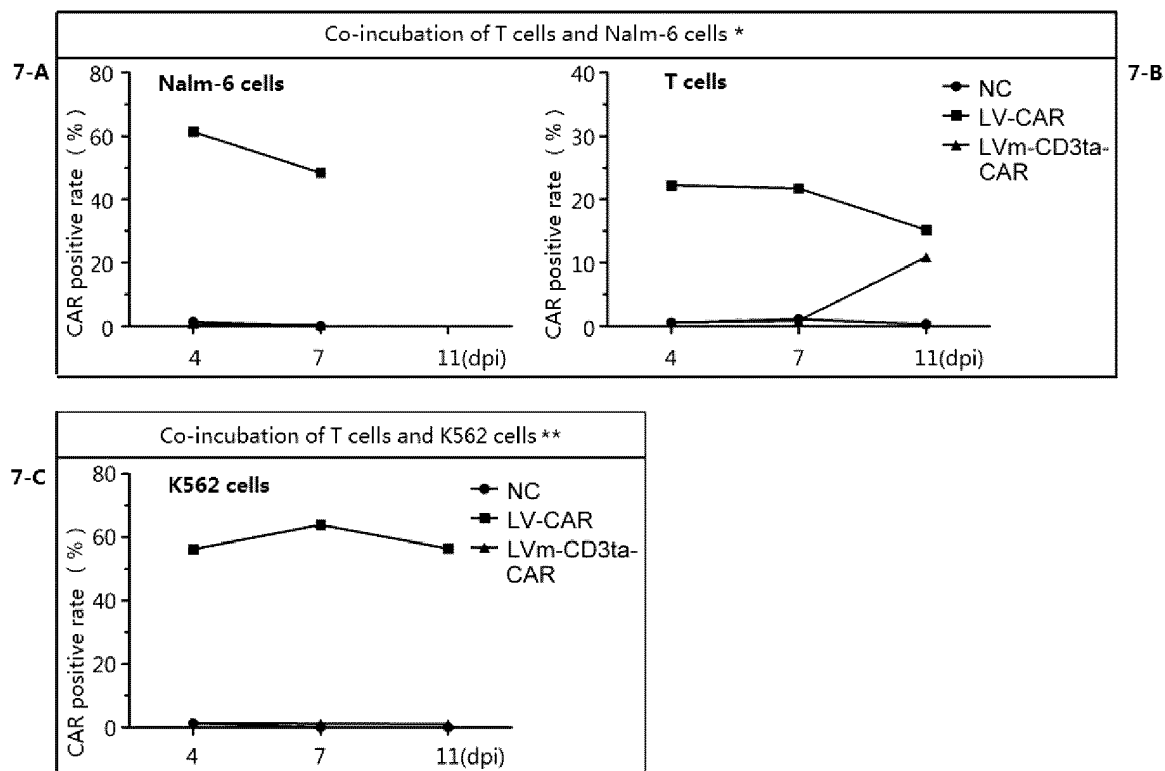 Co-incubation of T cells and Nalm-6 cells *
7-A
Nalm-6 cells
CAR positive rate (%)
80
60
40
20
0
4
7
11(dpi)
7-B
T cells
CAR positive rate (%)
40
30
20
10
0
4
7
11(dpi)
NC
LV-CAR
LVm-CD3ta-
CAR
Co-incubation of T cells and K562 cells **
7-C
K562 cells
CAR positive rate (%)
80
60
40
20
0
4
7
11(dpi)
NC
LV-CAR
LVm-CD3ta-
CAR